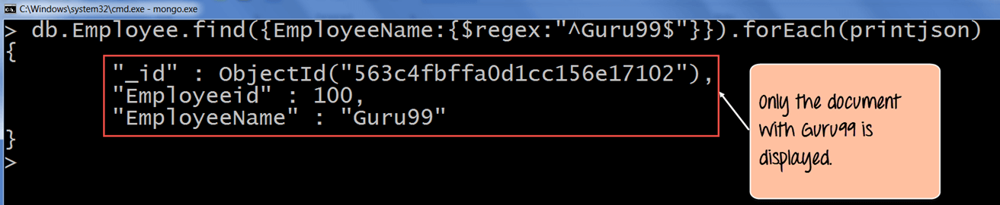 C:\Windows\system32\cmd.exe - mongo.exe
> db.Employee.find({EmployeeName:{$regex:"^Guru99$"}}).forEach(printjson)
{
"_id" : ObjectId("563c4fbffa0d1cc156e17102"),
"Employeeid" : 100,
"EmployeeName" : "Guru99"
}
>
Only the document
with Guru99 is
displayed.